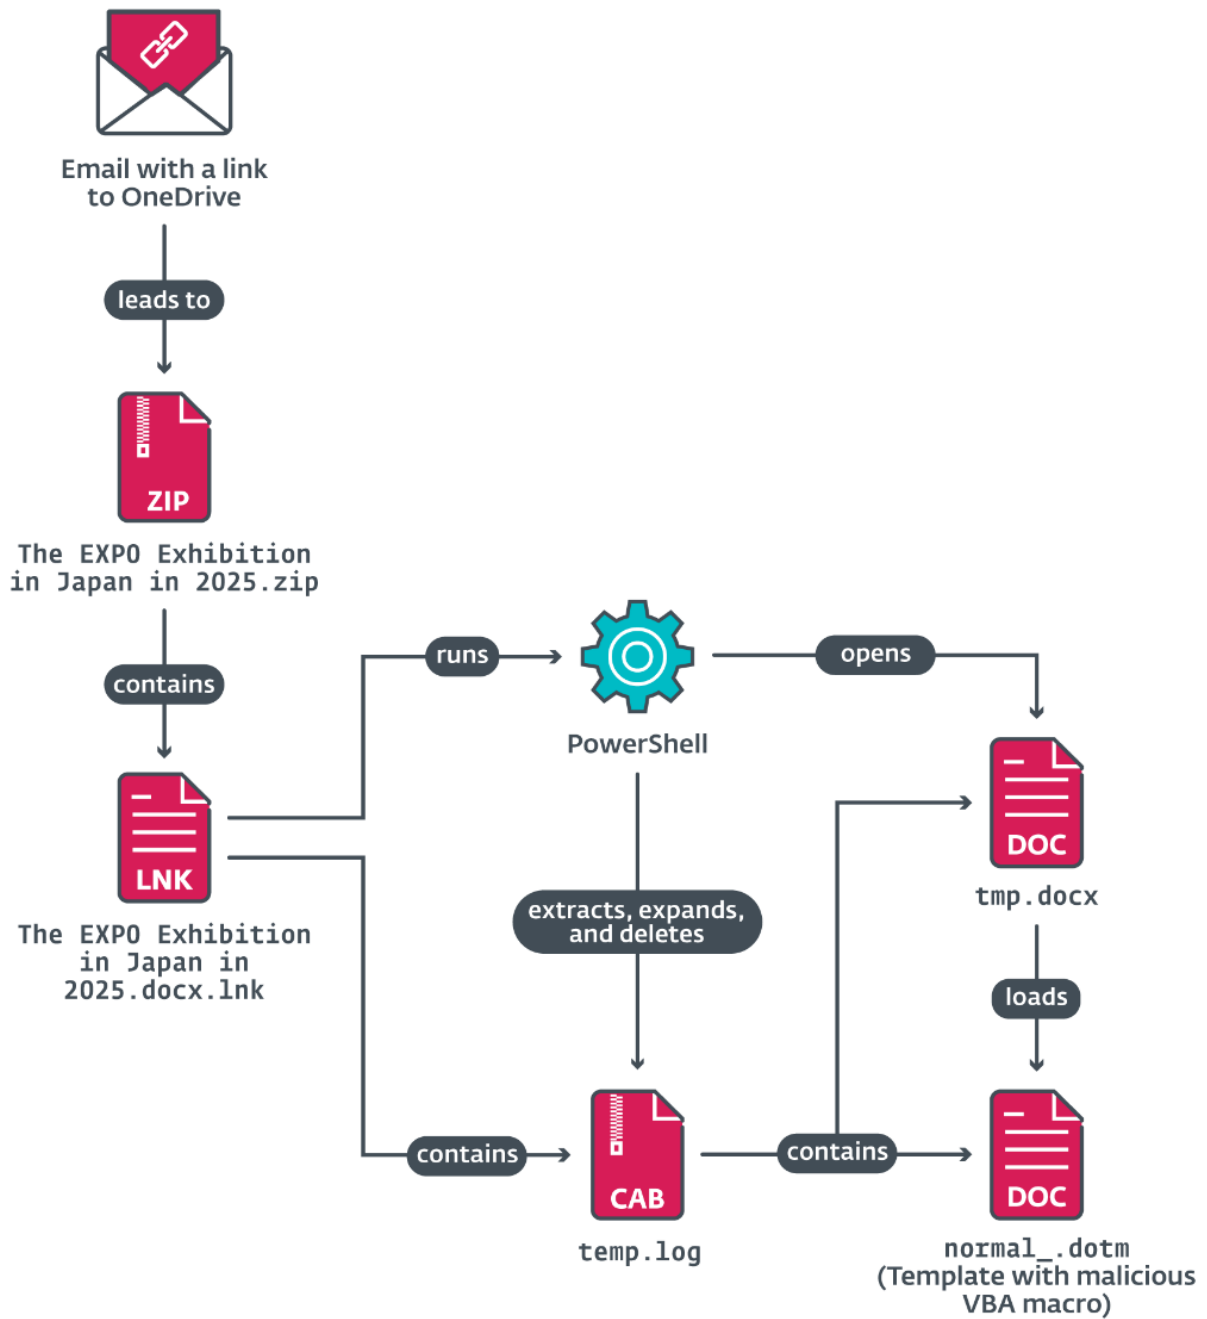 Email with a link
to OneDrive
leads to
ZIP
The EXPO Exhibition
in Japan in 2025.zip
contains
LNK
The EXPO Exhibition
in Japan in
2025.docx.lnk
runs
PowerShell
opens
extracts, expands,
and deletes
DOC
tmp.docx
loads
contains
CAB
temp.log
contains
DOC
normal_.dotm
(Template with malicious
VBA macro)